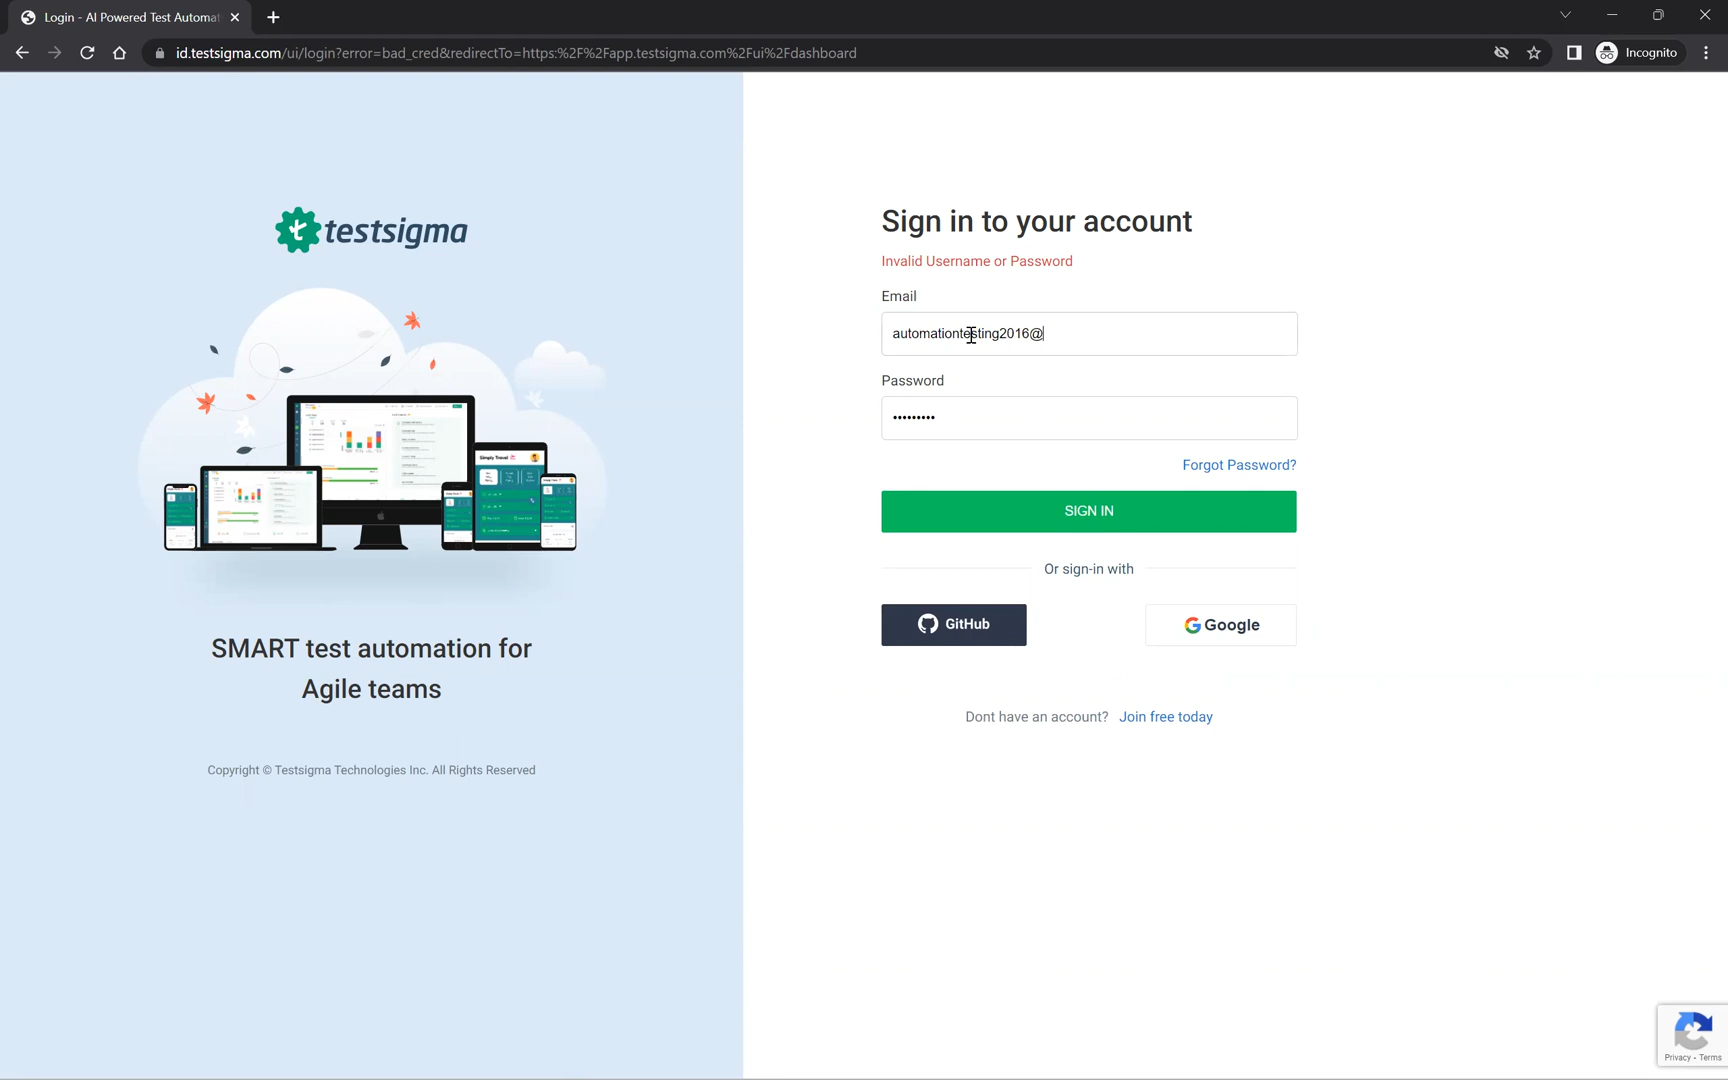 Login - AI Powered Test Automat
id.testsigma.com/ui/login?error=bad_cred&redirectTo=https:%2F%2Fapp.testsigma.com%2Fui%2Fdashboard
Incognito
testsigma
Simply Travel
SMART test automation for
Agile teams
Copyright © Testsigma Technologies Inc. All Rights Reserved
Sign in to your account
Invalid Username or Password
Email
automationtesting2016@
Password
•••••••••
Forgot Password?
SIGN IN
Or sign-in with
GitHub
Google
Dont have an account? Join free today
Privacy - Terms